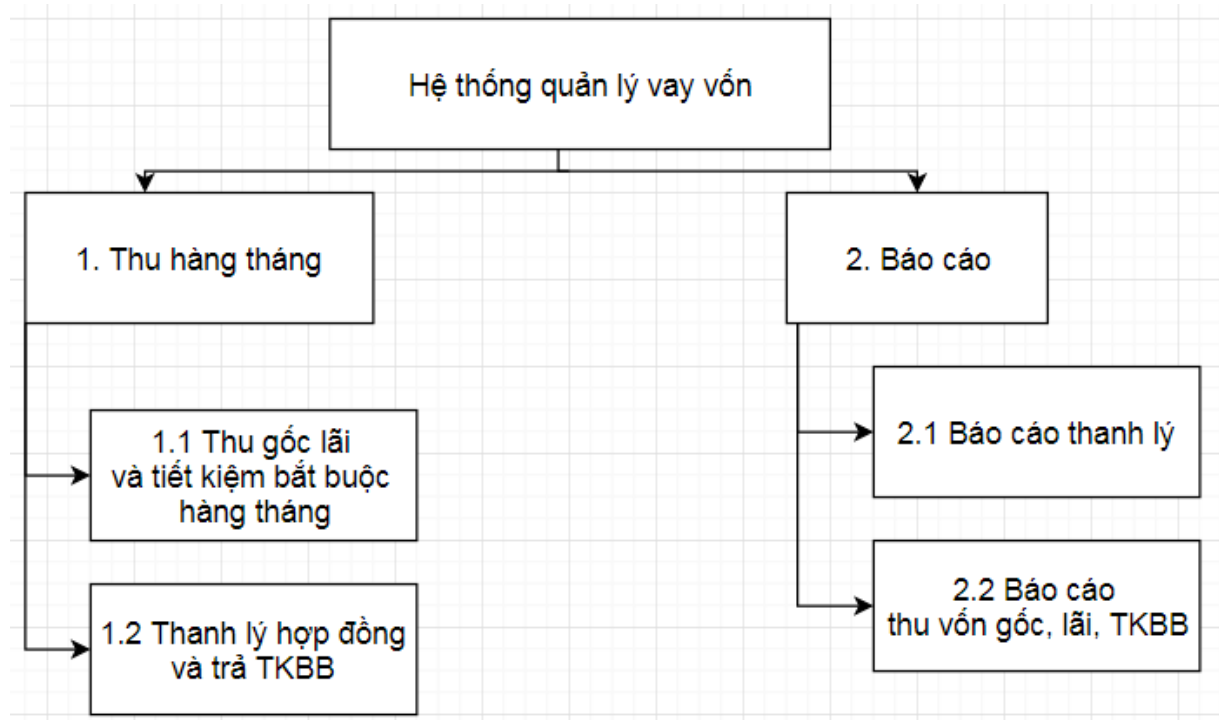 Hệ thống quản lý vay vốn
1. Thu hàng tháng
2. Báo cáo
1.1 Thu gốc lãi
và tiết kiệm bắt buộc
hàng tháng
1.2 Thanh lý hợp đồng
và trả TKBB
2.1 Báo cáo thanh lý
2.2 Báo cáo
thu vốn gốc, lãi, TKBB